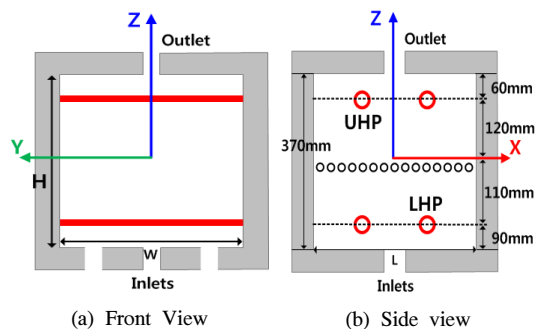 Z
Outlet
Y
H
W
Inlets
(a) Front View
Z
Outlet
60mm
UHP
120mm
370mm
X
LHP
110mm
90mm
L
Inlets
(b) Side view